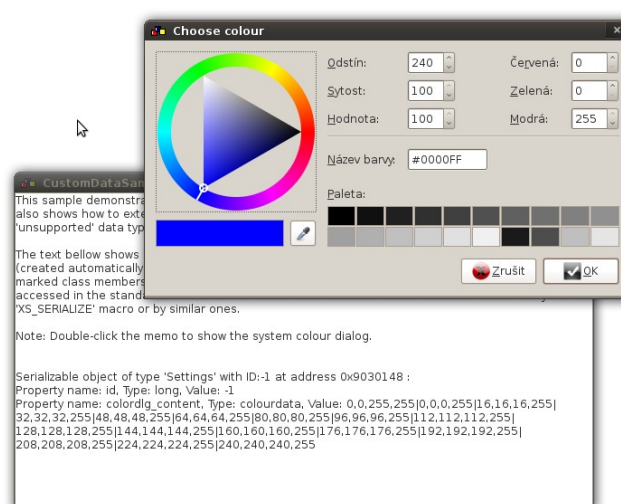 Choose colour
Odstín: 240 Červená: 0
Sytost: 100 Zelená: 0
Hodnota: 100 Modrá: 255
Název barvy: #0000FF
Paleta:
Zrušit OK
CustomDataSam
This sample demonstra
also shows how to exte
'unsupported' data typ
The text bellow shows
(created automatically
marked class members
accessed in the standa
'XS_SERIALIZE' macro or by similar ones.
Note: Double-click the memo to show the system colour dialog.
Serializable object of type 'Settings' with ID:-1 at address 0x9030148 :
Property name: id, Type: long, Value: -1
Property name: colordlg_content, Type: colourdata, Value: 0,0,255,255|0,0,0,255|16,16,16,255|
32,32,32,255|48,48,48,255|64,64,64,255|80,80,80,255|96,96,96,255|112,112,112,255|
128,128,128,255|144,144,144,255|160,160,160,255|176,176,176,255|192,192,192,255|
208,208,208,255|224,224,224,255|240,240,240,255